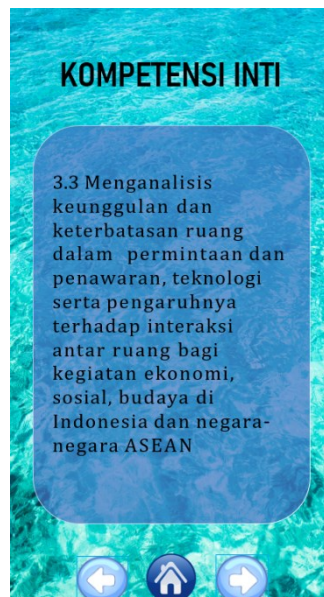 KOMPETENSI INTI
3.3 Menganalisis
keunggulan dan
keterbatasan ruang
dalam permintaan dan
penawaran, teknologi
serta pengaruhnya
terhadap interaksi
antar ruang bagi
kegiatan ekonomi,
sosial, budaya di
Indonesia dan negara-
negara ASEAN